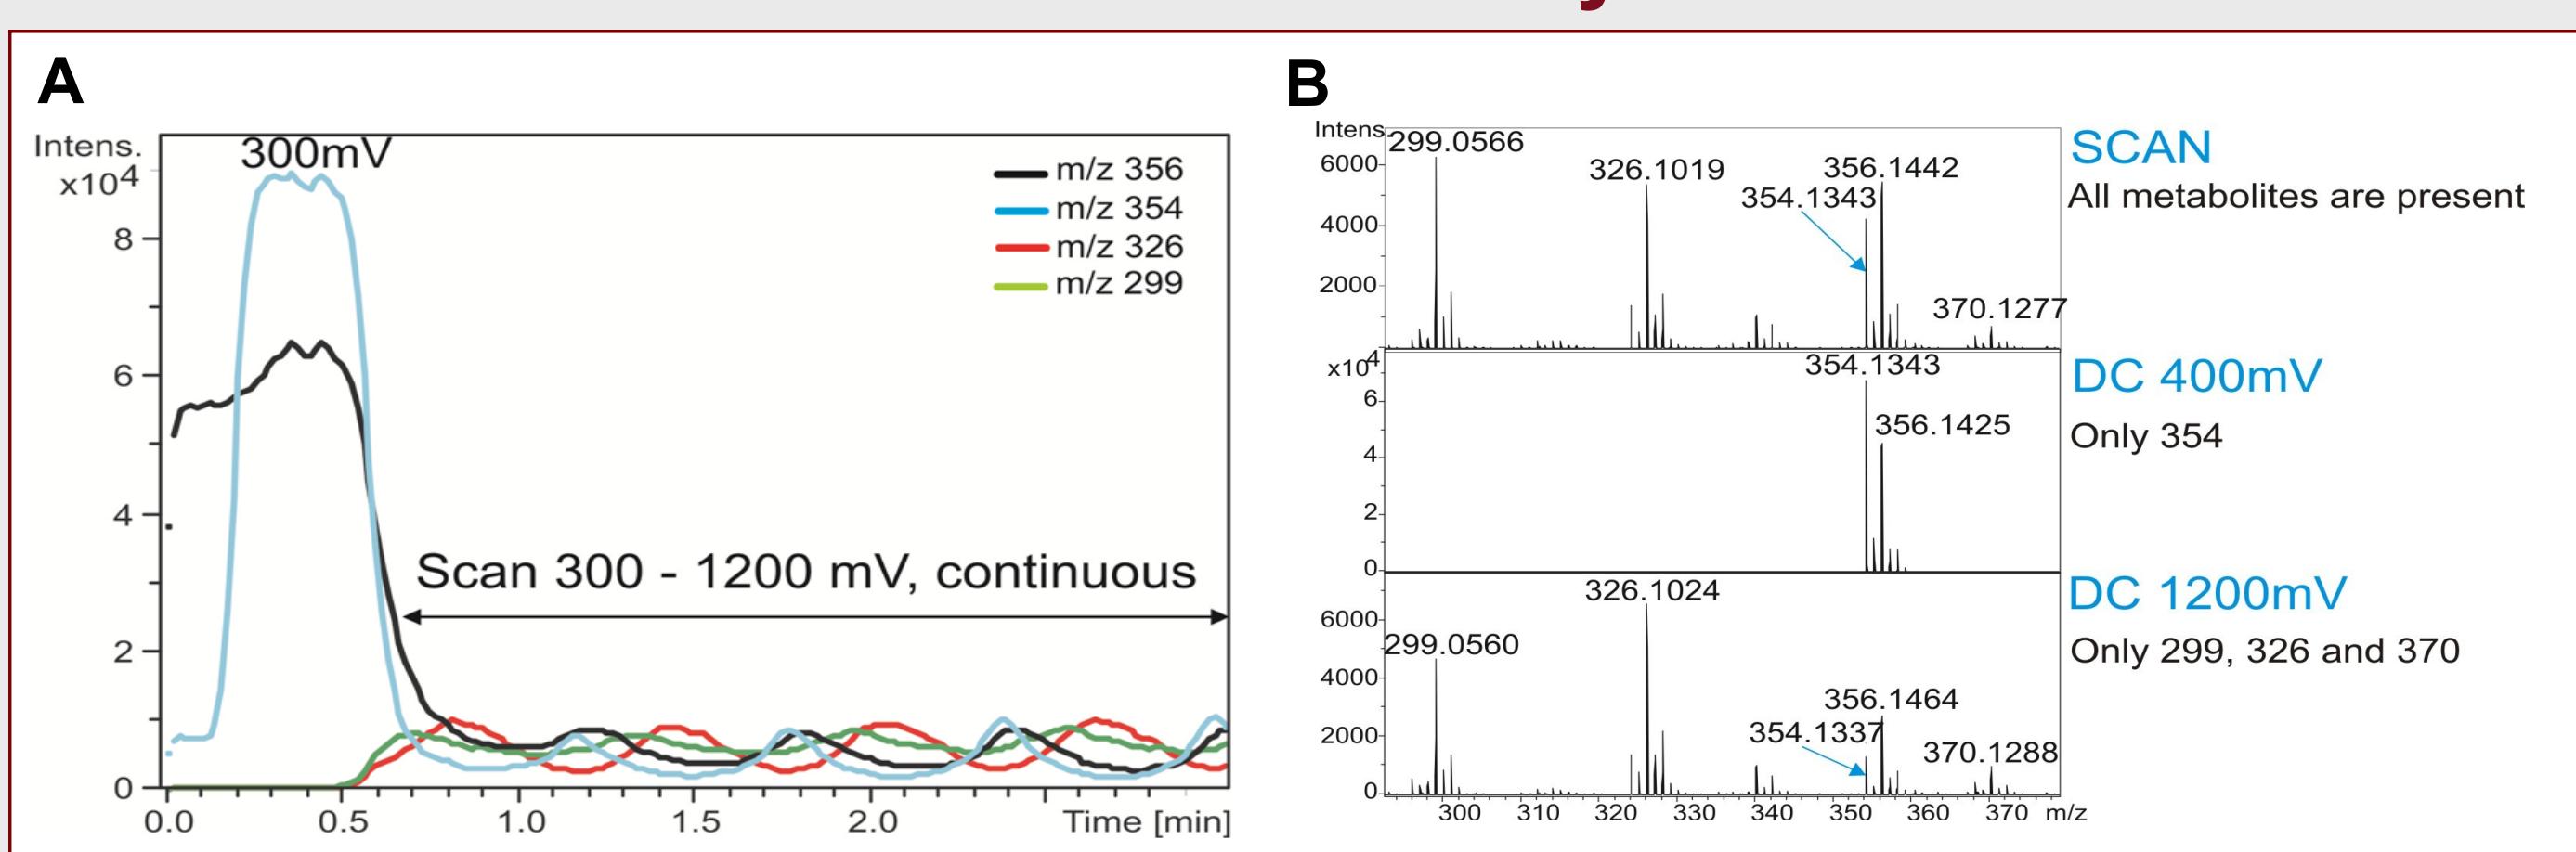 A
Intens.
x10⁴
300mV
m/z 356
m/z 354
m/z 326
m/z 299
8
6
4
2
0
Scan 300 - 1200 mV, continuous
0.0
0.5
1.0
1.5
2.0
Time [min]
B
Intens.
299.0566
326.1019
356.1442
354.1343
370.1277
6000
4000
2000
SCAN
All metabolites are present
x10⁴
354.1343
356.1425
6
4
2
0
DC 400mV
Only 354
326.1024
299.0560
356.1464
354.1337
370.1288
6000
4000
2000
0
DC 1200mV
Only 299, 326 and 370
300
310
320
330
340
350
360
370
m/z